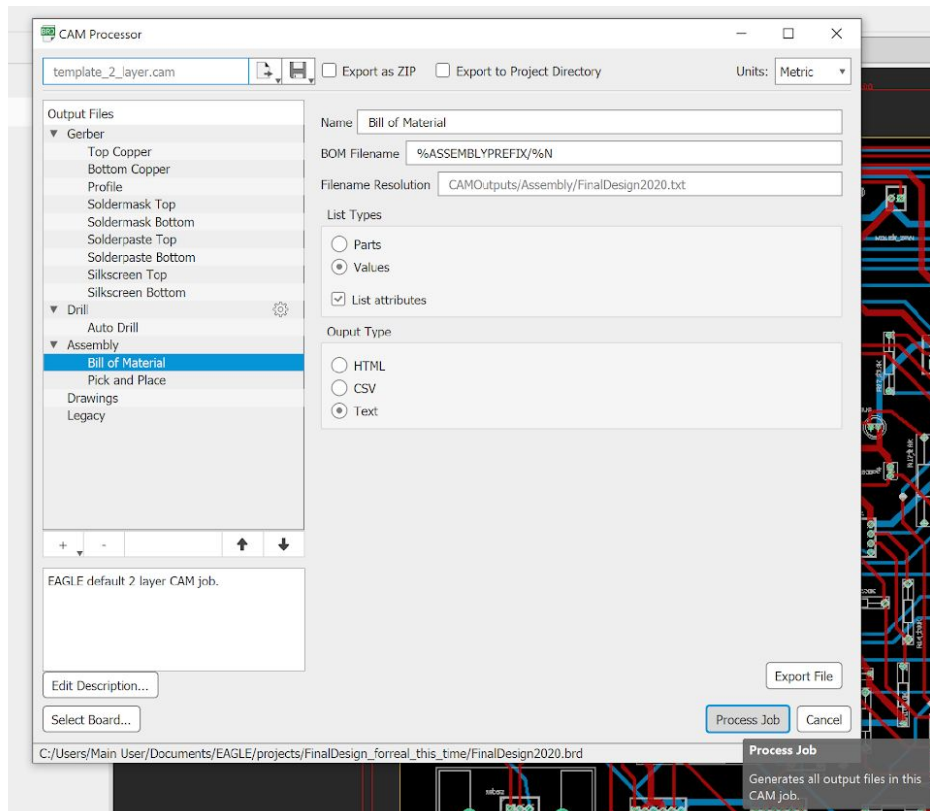 CAM Processor
template_2_layer.cam
Export as ZIP
Export to Project Directory
Units: Metric
Output Files
Gerber
Top Copper
Bottom Copper
Profile
Soldermask Top
Soldermask Bottom
Solderpaste Top
Solderpaste Bottom
Silkscreen Top
Silkscreen Bottom
Drill
Auto Drill
Assembly
Bill of Material
Pick and Place
Drawings
Legacy
+ -
EAGLE default 2 layer CAM job.
Edit Description...
Select Board...
Name Bill of Material
BOM Filename %ASSEMBLYPREFIX/%N
Filename Resolution CAMOutputs/Assembly/FinalDesign2020.txt
List Types
Parts
Values
List attributes
Ouput Type
HTML
CSV
Text
Export File
Process Job
Cancel
C:/Users/Main User/Documents/EAGLE/projects/FinalDesign_forreal_this_time/FinalDesign2020.brd
Process Job
Generates all output files in this
CAM job.